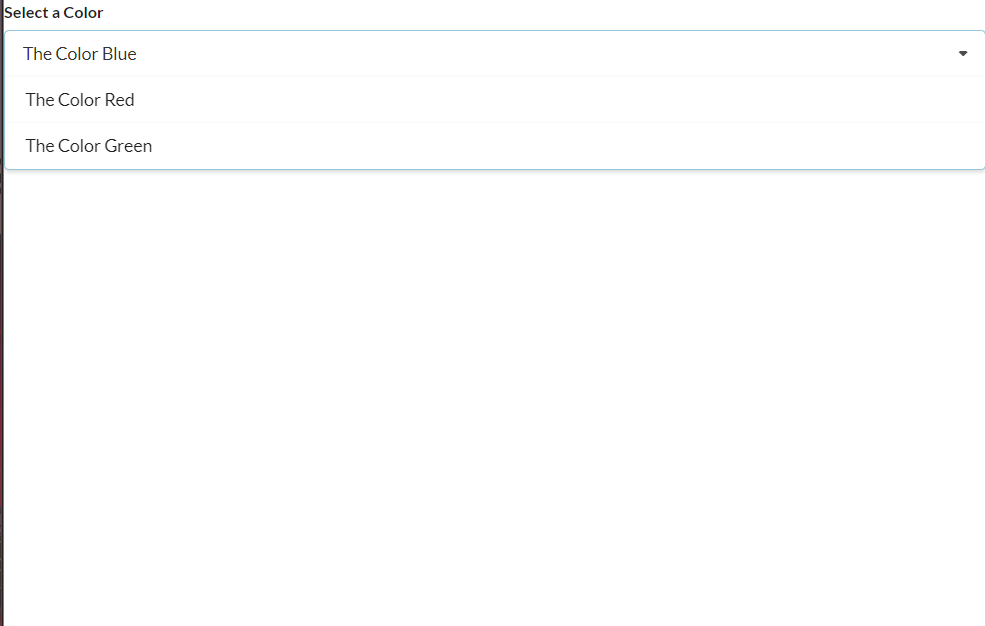 Select a Color
The Color Blue
The Color Red
The Color Green